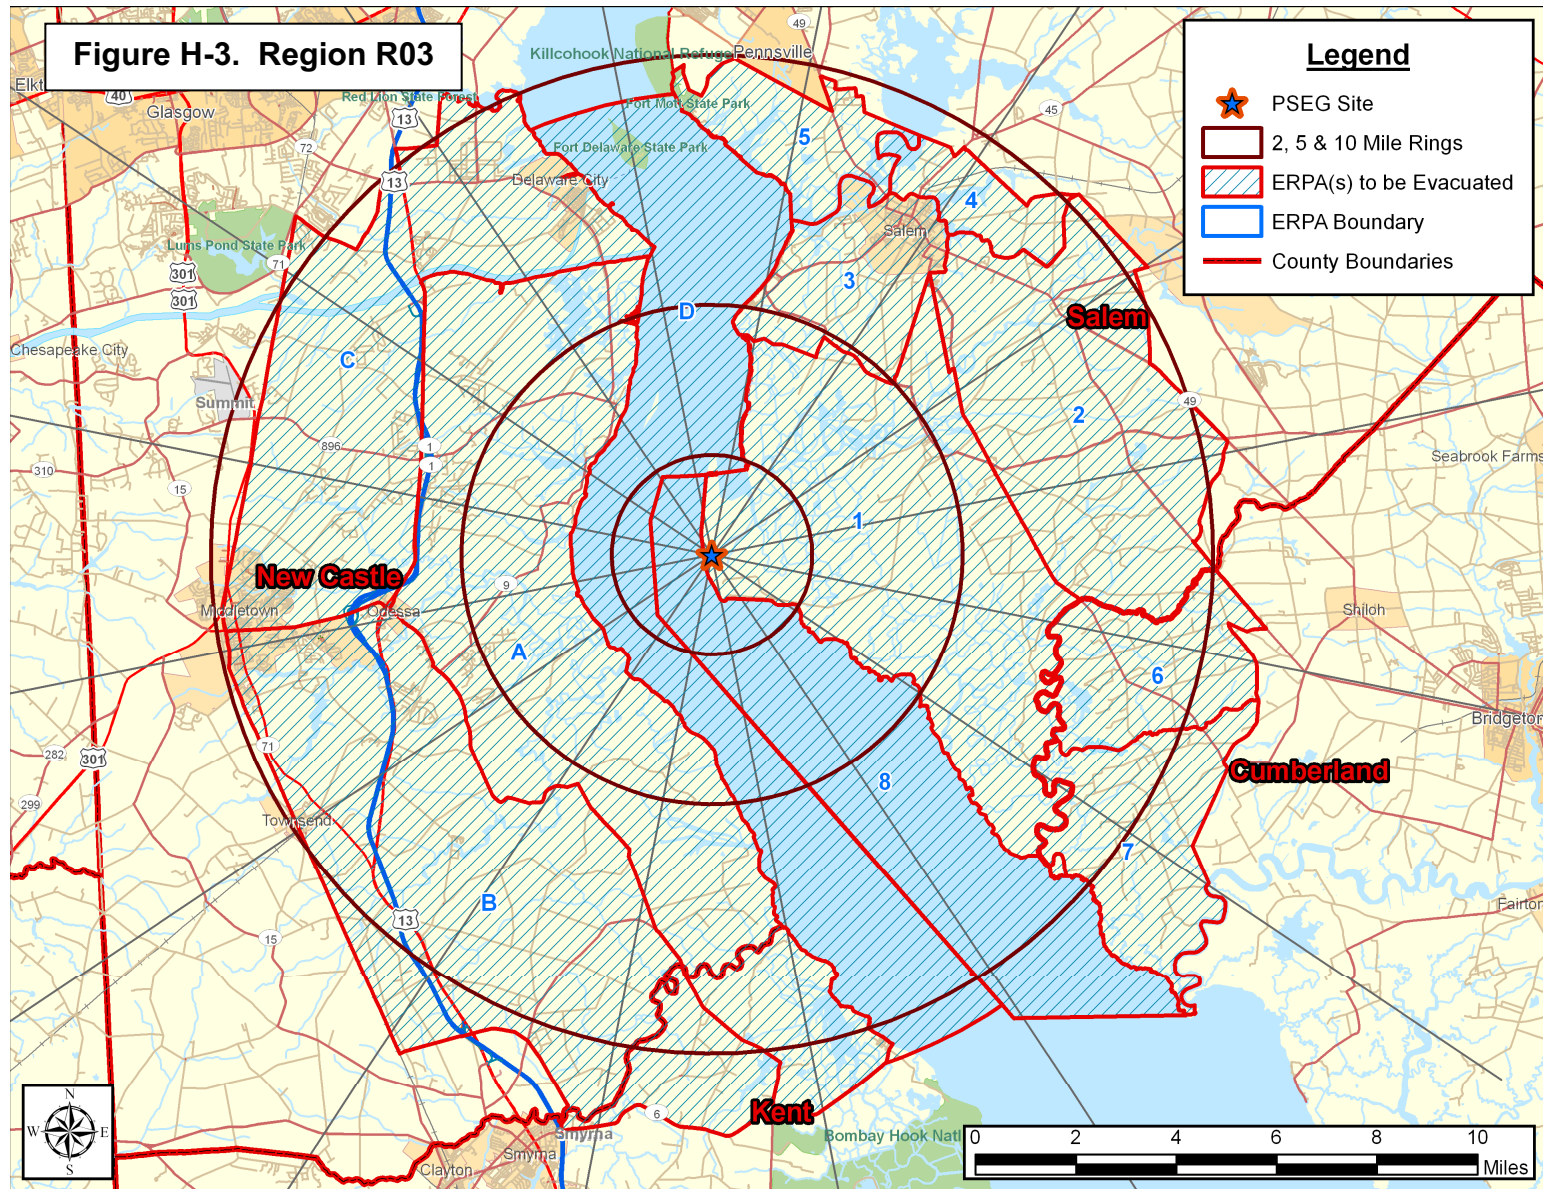 Figure H-3. Region R03
Legend
PSEG Site
2, 5 & 10 Mile Rings
ERPA(s) to be Evacuated
ERPA Boundary
County Boundaries
Killcohook National Refuge
Pennsville
49
Elkt
40
Glasgow
Red Lion State Forest
13
Fort Mott State Park
45
72
Fort Delaware State Park
5
13
Delaware City
4
Salem
Lums Pond State Park
71
301
301
3
D
Salem
Chesapeake City
C
Summit
49
2
896
1
1
Seabrook Farms
310
15
1
New Castle
9
Middletown
Odessa
Shiloh
A
6
Bridgeton
71
282
301
Cumberland
8
299
Townsend
7
B
13
Fairton
15
Kent
6
Smyrna
Bombay Hook Nati
Smyrna
Clayton
N
W
E
S
0 2 4 6 8 10
Miles